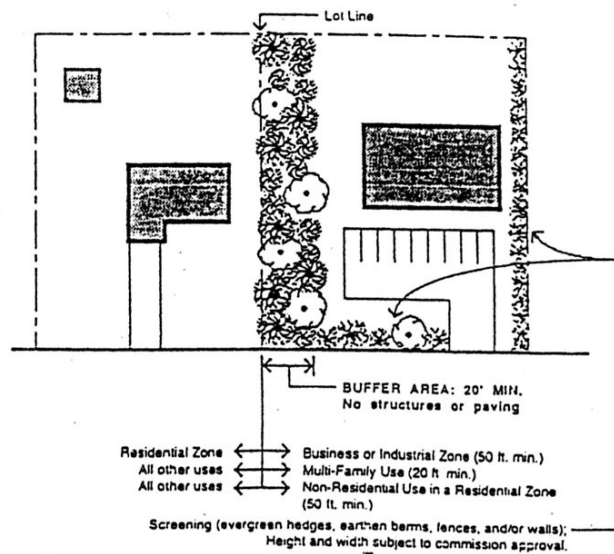 Lot Line
BUFFER AREA: 20' MIN.
No structures or paving
Residential Zone Business or Industrial Zone (50 ft. min.)
All other uses Multi-Family Use (20 ft min.)
All other uses Non-Residential Use in a Residential Zone
(50 ft. min.)
Screening (evergreen hedges, earthen berms, fences, and/or walls);
Height and width subject to commission approval.